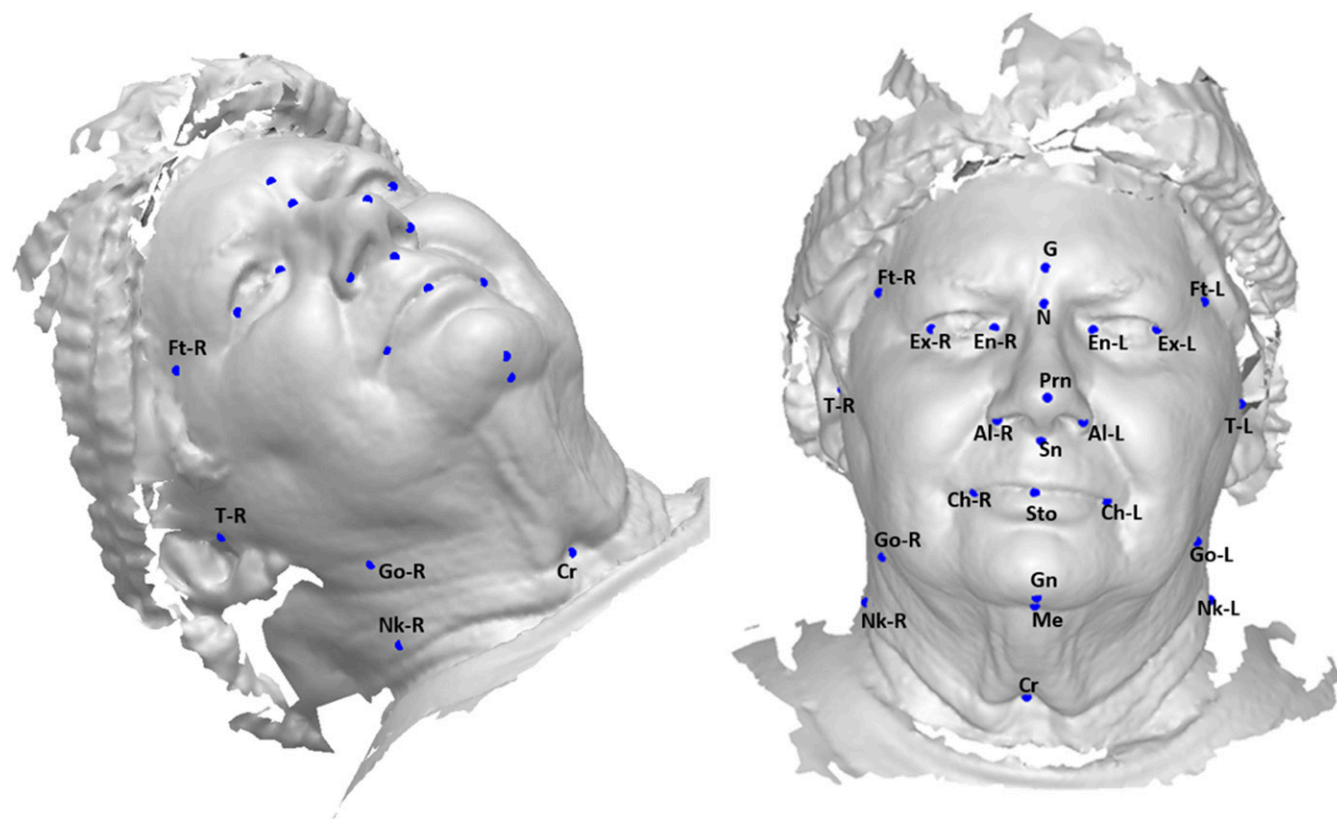 Ft-R
T-R
Go-R
Cr
Nk-R
G
Ft-R
Ft-L
N
Ex-R
En-R
En-L
Ex-L
Prn
T-R
T-L
Al-R
Al-L
Sn
Ch-R
Sto
Ch-L
Go-R
Go-L
Gn
Nk-R
Me
Nk-L
Cr